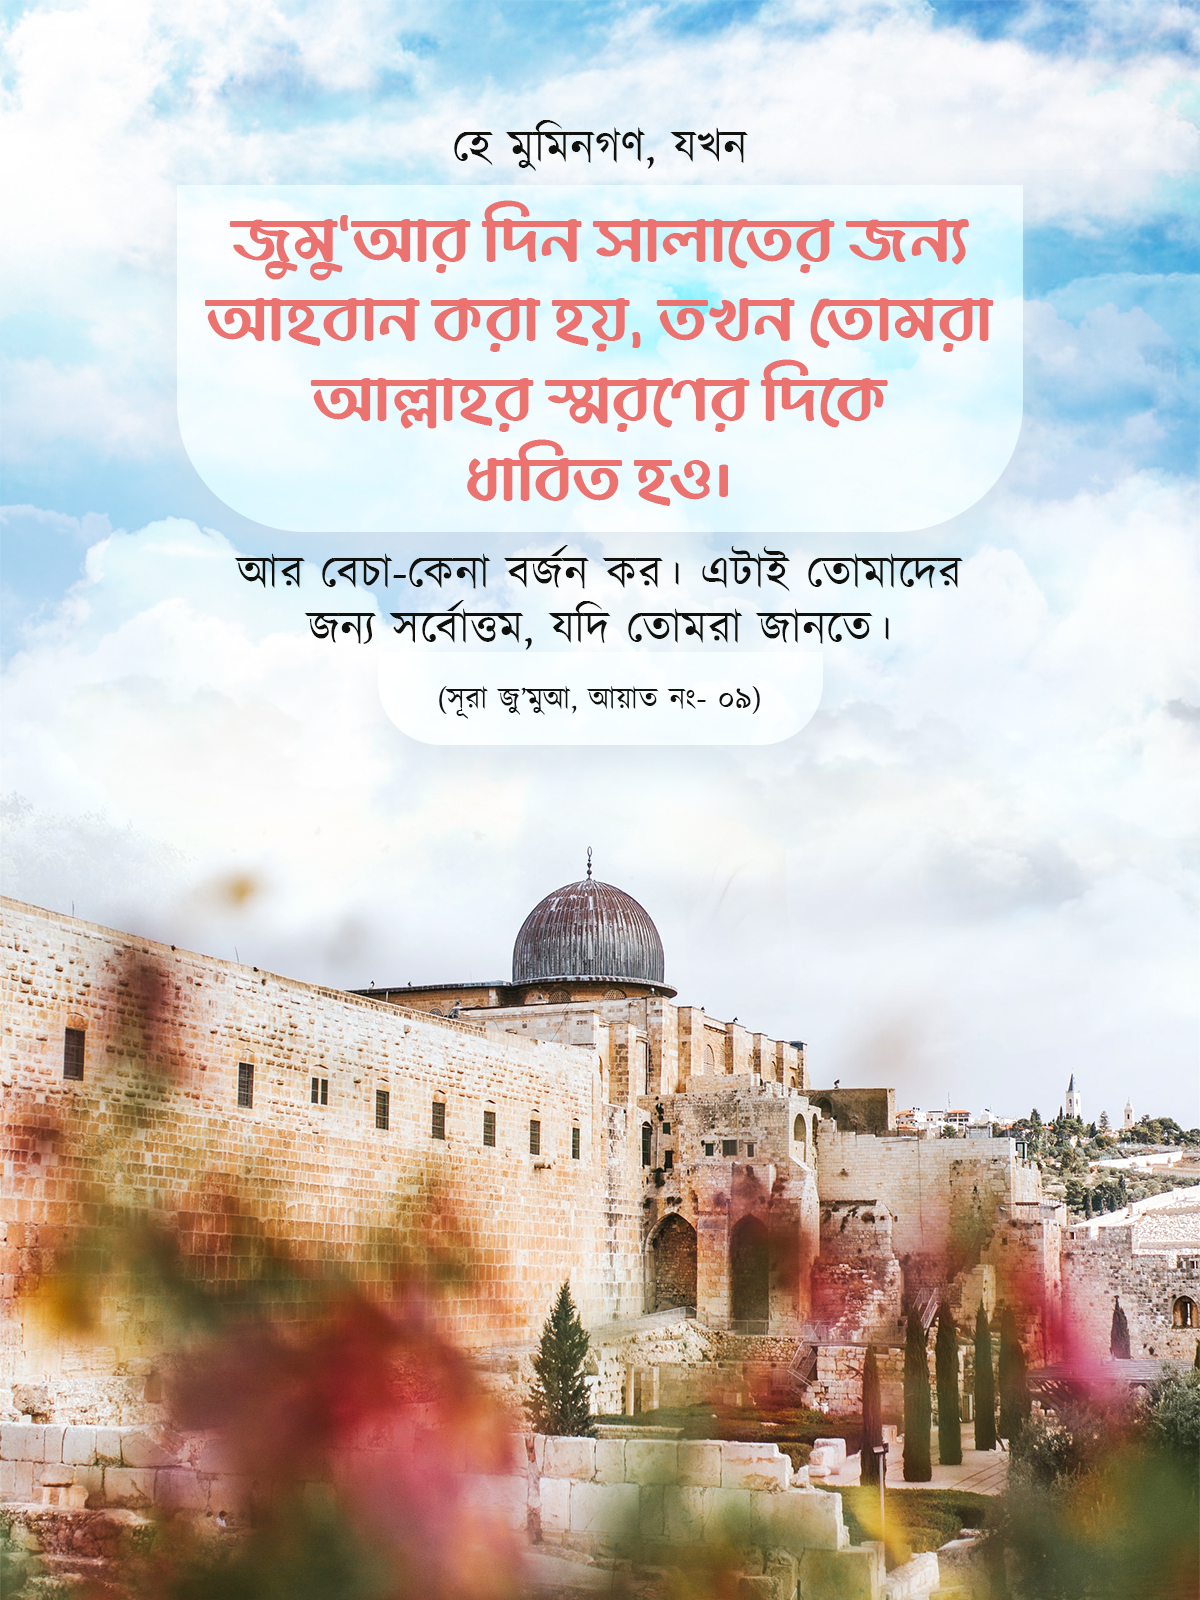 হে মুমিনগণ, যখন
জুমু‘আর দিন সালাতের জন্য
আহবান করা হয়, তখন তোমরা
আল্লাহর স্মরণের দিকে
ধাবিত হও।
আর বেচা-কেনা বর্জন কর। এটাই তোমাদের
জন্য সর্বোত্তম, যদি তোমরা জানতে।
(সূরা জু’মুআ, আয়াত নং- ০৯)